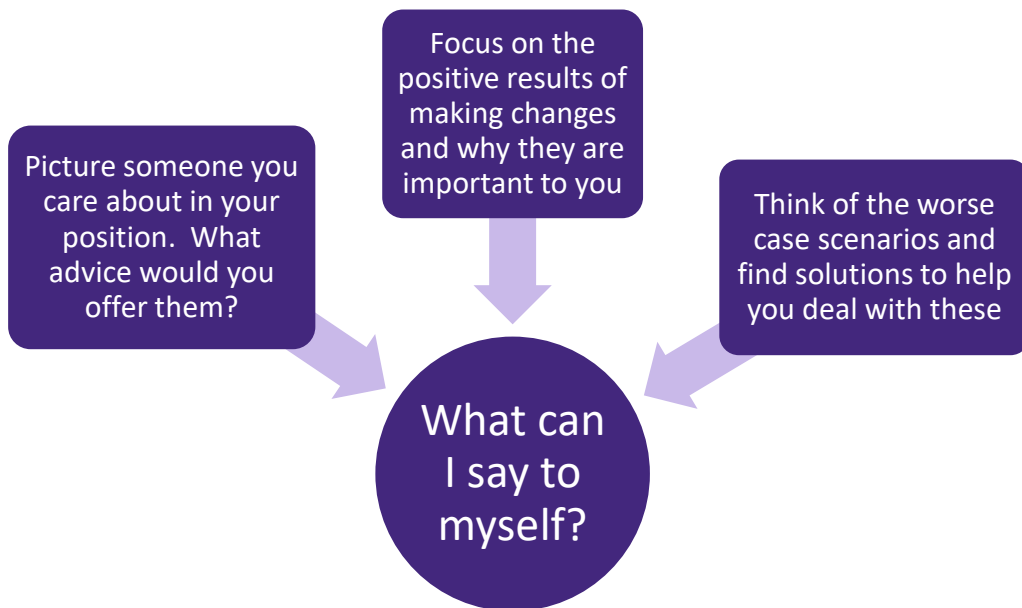 Picture someone you
care about in your
position.  What
advice would you
offer them?
Focus on the
positive results of
making changes
and why they are
important to you
Think of the worse
case scenarios and
find solutions to help
you deal with these
What can
I say to
myself?